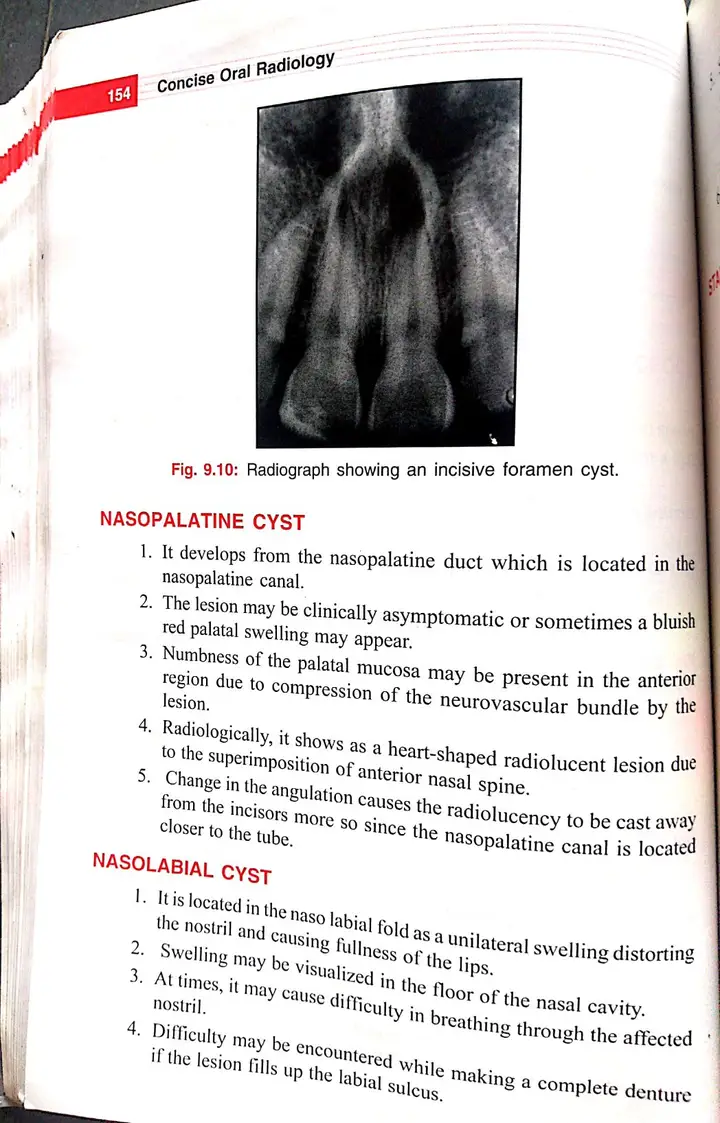 154
Concise Oral Radiology
Fig. 9.10: Radiograph showing an incisive foramen cyst.
NASOPALATINE CYST
1. It develops from the nasopalatine duct which is located in the
nasopalatine canal.
2. The lesion may be clinically asymptomatic or sometimes a bluish
red palatal swelling may appear.
3. Numbness of the palatal mucosa may be present in the anterior
region due to compression of the neurovascular bundle by the
lesion.
4. Radiologically, it shows as a heart-shaped radiolucent lesion due
to the superimposition of anterior nasal spine.
5. Change in the angulation causes the radiolucency to be cast away
from the incisors more so since the nasopalatine canal is located
closer to the tube.
NASOLABIAL CYST
1. It is located in the naso labial fold as a unilateral swelling distorting
the nostril and causing fullness of the lips.
2. Swelling may be visualized in the floor of the nasal cavity.
3. At times, it may cause difficulty in breathing through the affected
nostril.
4. Difficulty may be encountered while making a complete denture
if the lesion fills up the labial sulcus.